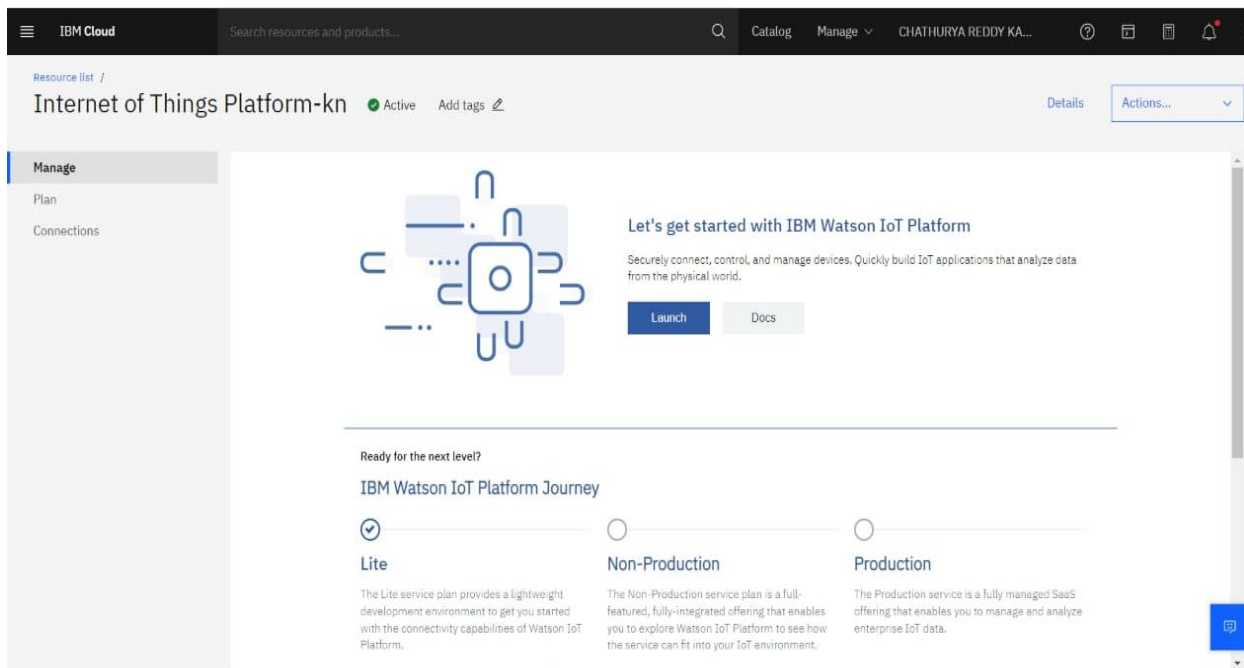 IBM Cloud
Search resources and products...
Catalog
Manage
CHATHURYA REDDY KA...
Resource list /
Internet of Things Platform-kn
Active
Add tags
Details
Actions...
Manage
Plan
Connections
Let's get started with IBM Watson IoT Platform
Securely connect, control, and manage devices. Quickly build IoT applications that analyze data
from the physical world.
Launch
Docs
Ready for the next level?
IBM Watson IoT Platform Journey
Lite
The Lite service plan provides a lightweight
development environment to get you started
with the connectivity capabilities of Watson IoT
Platform.
Non-Production
The Non-Production service plan is a full-
featured, fully-integrated offering that enables
you to explore Watson IoT Platform to see how
the service can fit into your IoT environment.
Production
The Production service is a fully managed SaaS
offering that enables you to manage and analyze
enterprise IoT data.